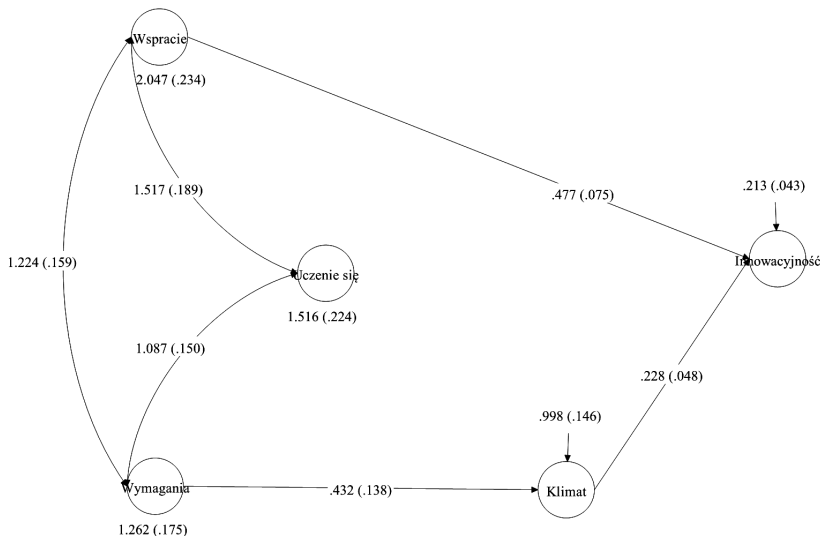 Wspracie
2.047 (.234)
1.517 (.189)
.477 (.075)
.213 (.043)
1.224 (.159)
Innowacyjność
Uczenie się
1.516 (.224)
1.087 (.150)
.228 (.048)
.998 (.146)
Wymagania
.432 (.138)
Klimat
1.262 (.175)